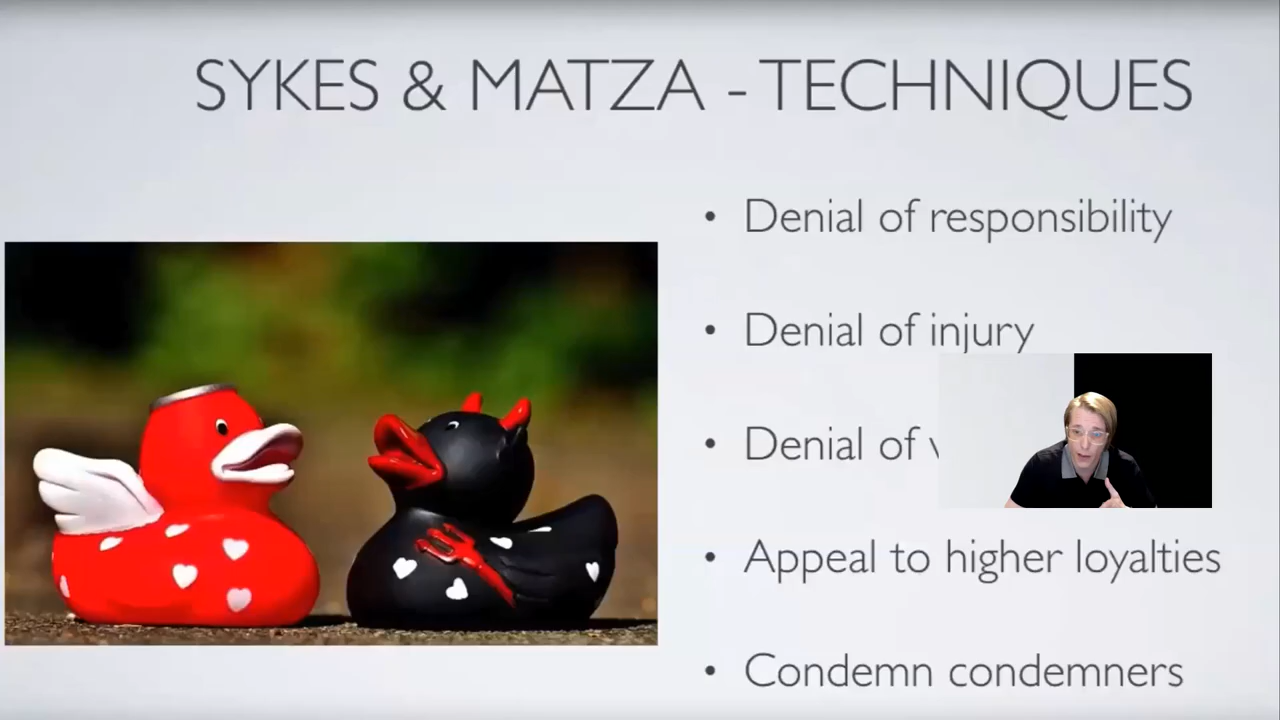 SYKES & MATZA - TECHNIQUES
• Denial of responsibility
• Denial of injury
• Denial of
• Appeal to higher loyalties
• Condemn condemners